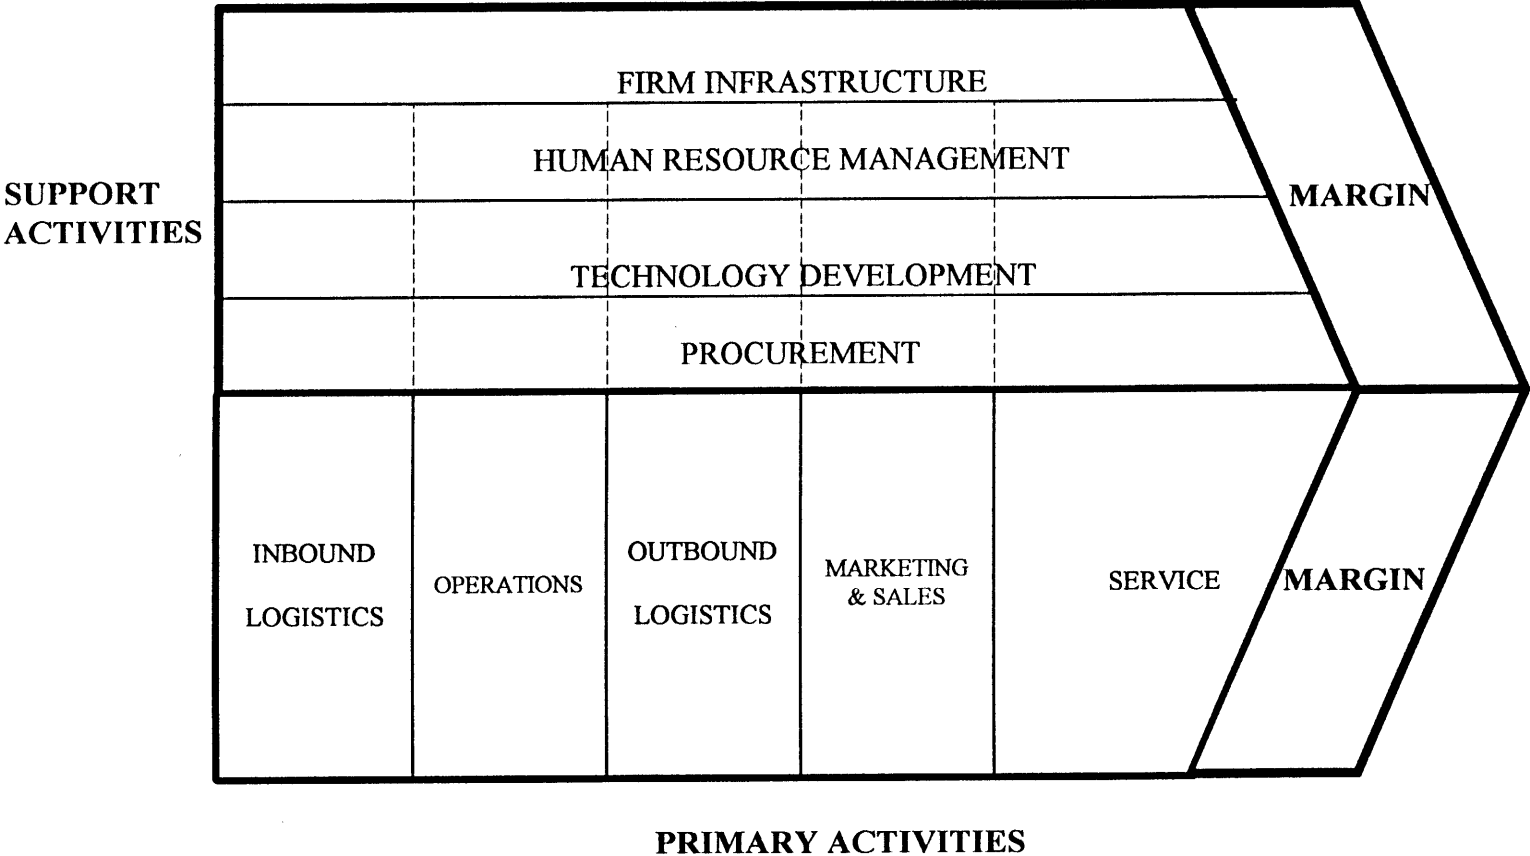 FIRM INFRASTRUCTURE
HUMAN RESOURCE MANAGEMENT
SUPPORT
ACTIVITIES
MARGIN
TECHNOLOGY DEVELOPMENT
PROCUREMENT
INBOUND
LOGISTICS
OPERATIONS
OUTBOUND
LOGISTICS
MARKETING
& SALES
SERVICE
MARGIN
PRIMARY ACTIVITIES